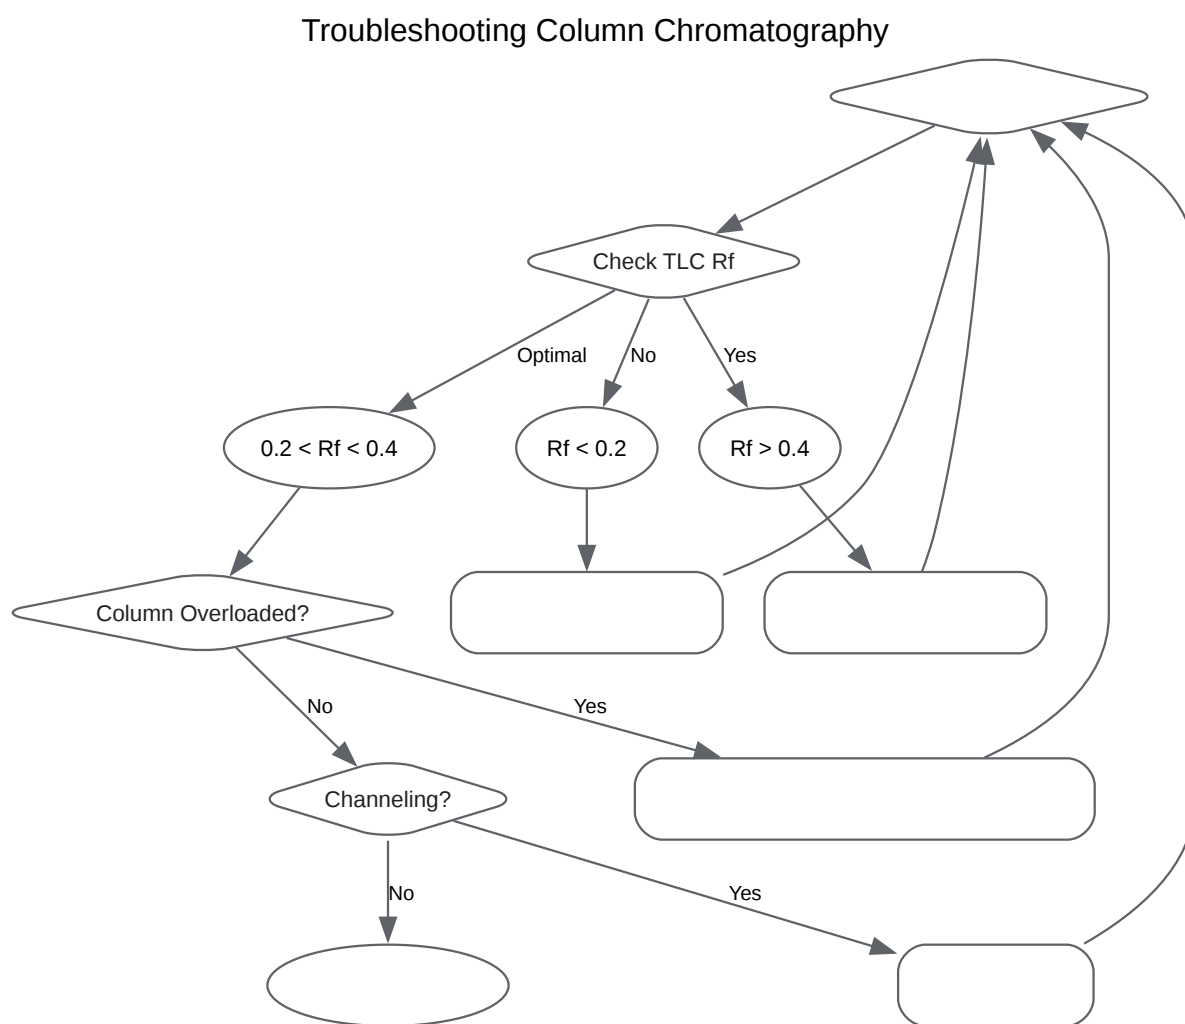 Troubleshooting Column Chromatography
Check TLC Rf
Optimal
No
Yes
0.2 < Rf < 0.4
Rf < 0.2
Rf > 0.4
Column Overloaded?
No
Yes
Channeling?
No
Yes